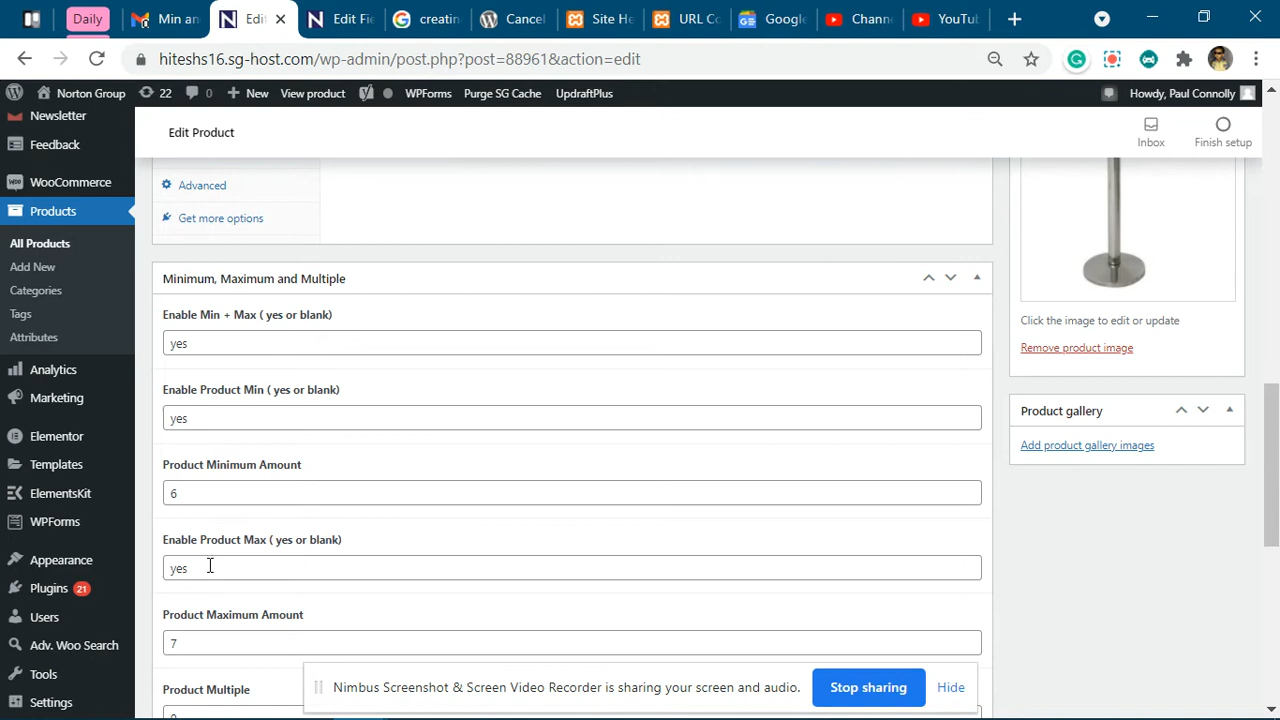 Daily
Min an
Edit
Edit Fi
creatin
Cancel
Site He
URL Co
Google
Chann
YouTu
hiteshs16.sg-host.com/wp-admin/post.php?post=88961&action=edit
Norton Group
22
0
New
View product
WPForms
Purge SG Cache
UpdraftPlus
Howdy, Paul Connolly
Newsletter
Feedback
WooCommerce
Products
All Products
Add New
Categories
Tags
Attributes
Analytics
Marketing
Elementor
Templates
ElementsKit
WPForms
Appearance
Plugins 21
Users
Adv. Woo Search
Tools
Settings
Edit Product
Inbox
Finish setup
Advanced
Get more options
Minimum, Maximum and Multiple
Enable Min + Max ( yes or blank)
yes
Enable Product Min ( yes or blank)
yes
Product Minimum Amount
6
Enable Product Max ( yes or blank)
yes
Product Maximum Amount
7
Product Multiple
Click the image to edit or update
Remove product image
Product gallery
Add product gallery images
Nimbus Screenshot & Screen Video Recorder is sharing your screen and audio.
Stop sharing
Hide